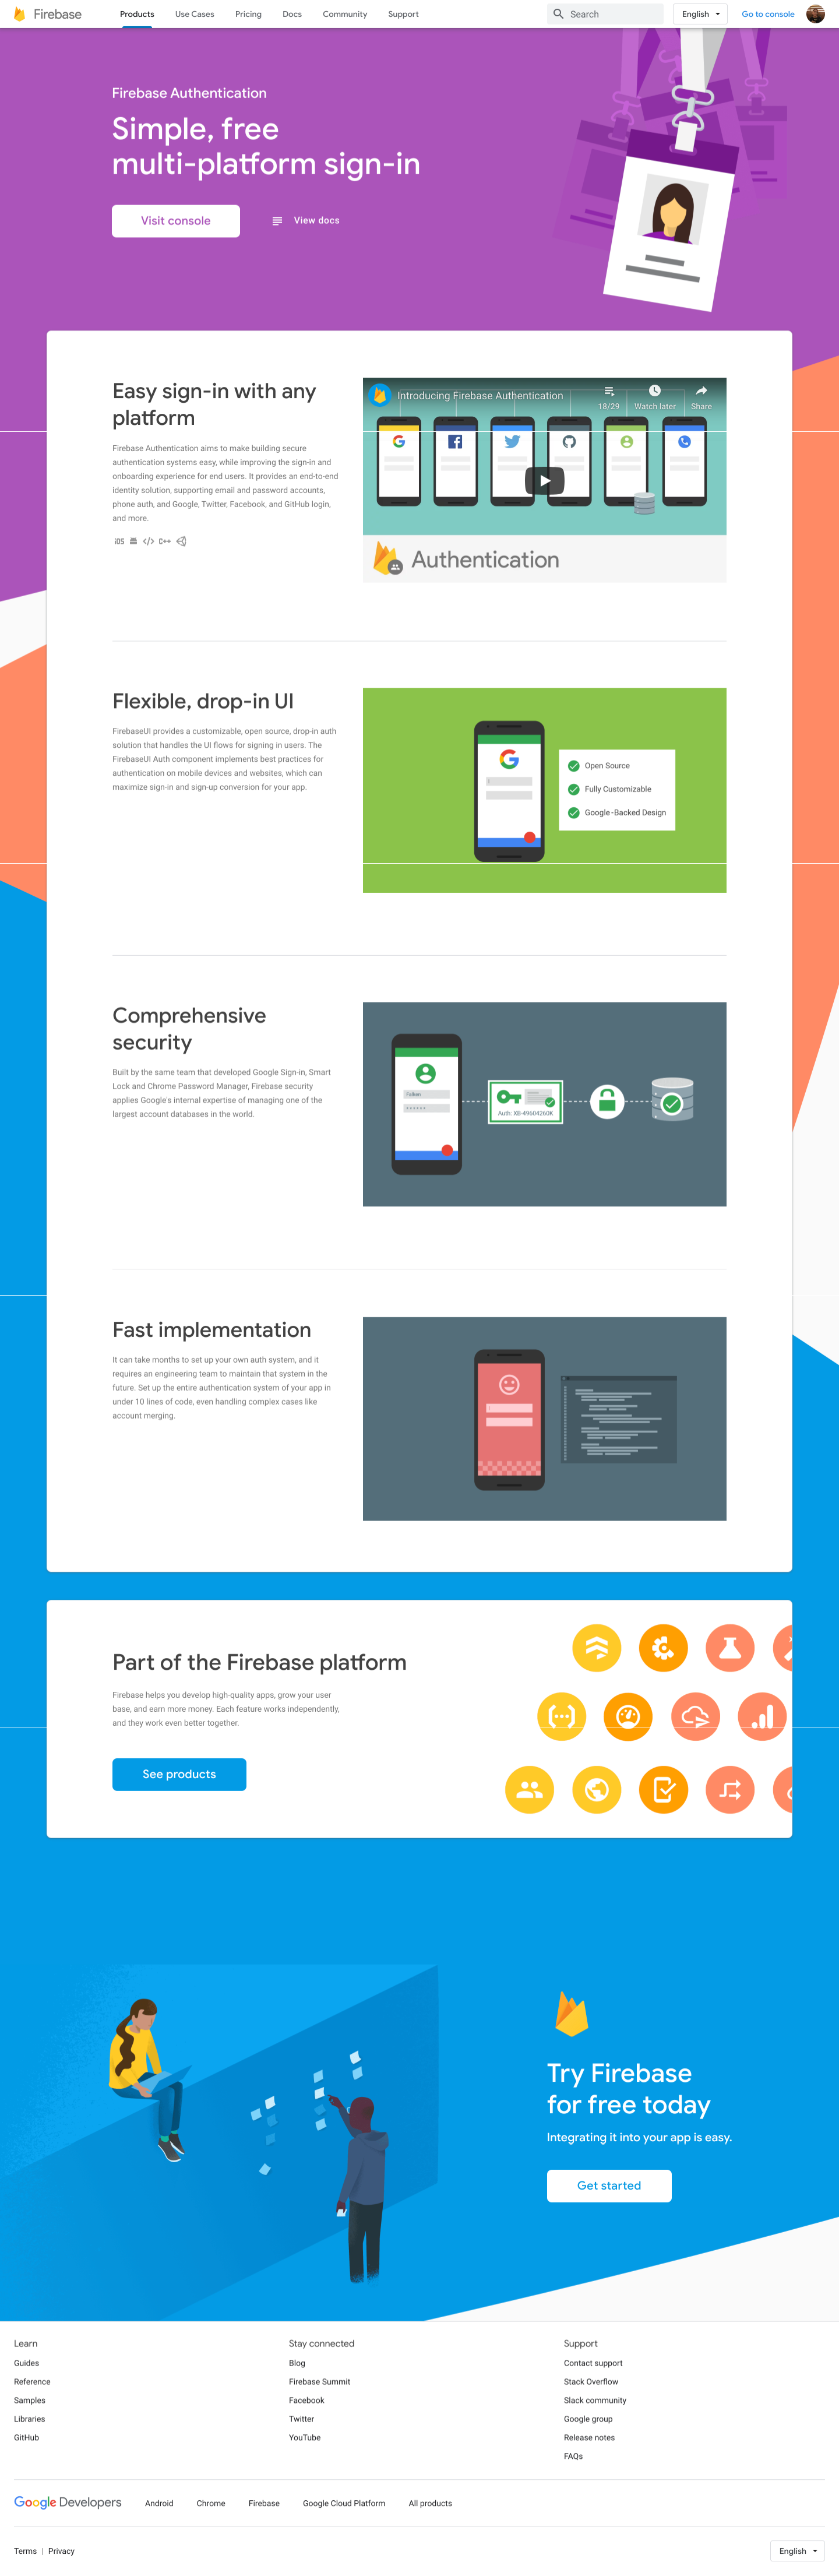 Firebase
Products
Use Cases
Pricing
Docs
Community
Support
Search
English
Go to console
Firebase Authentication
Simple, free
multi-platform sign-in
Visit console
View docs
Easy sign-in with any
platform
Firebase Authentication aims to make building secure
authentication systems easy, while improving the sign-in and
onboarding experience for end users. It provides an end-to-end
identity solution, supporting email and password accounts,
phone auth, and Google, Twitter, Facebook, and GitHub login,
and more.
iOS
</>
C++
Introducing Firebase Authentication
18/29
Watch later
Share
Authentication
Flexible, drop-in UI
FirebaseUI provides a customizable, open source, drop-in auth
solution that handles the UI flows for signing in users. The
FirebaseUI Auth component implements best practices for
authentication on mobile devices and websites, which can
maximize sign-in and sign-up conversion for your app.
Open Source
Fully Customizable
Google-Backed Design
Comprehensive
security
Built by the same team that developed Google Sign-in, Smart
Lock and Chrome Password Manager, Firebase security
applies Google's internal expertise of managing one of the
largest account databases in the world.
Falken
Auth: XB-49604260K
Fast implementation
It can take months to set up your own auth system, and it
requires an engineering team to maintain that system in the
future. Set up the entire authentication system of your app in
under 10 lines of code, even handling complex cases like
account merging.
Part of the Firebase platform
Firebase helps you develop high-quality apps, grow your user
base, and earn more money. Each feature works independently,
and they work even better together.
See products
Try Firebase
for free today
Integrating it into your app is easy.
Get started
Learn
Guides
Reference
Samples
Libraries
GitHub
Stay connected
Blog
Firebase Summit
Facebook
Twitter
YouTube
Support
Contact support
Stack Overflow
Slack community
Google group
Release notes
FAQs
Google Developers
Android
Chrome
Firebase
Google Cloud Platform
All products
Terms | Privacy
English